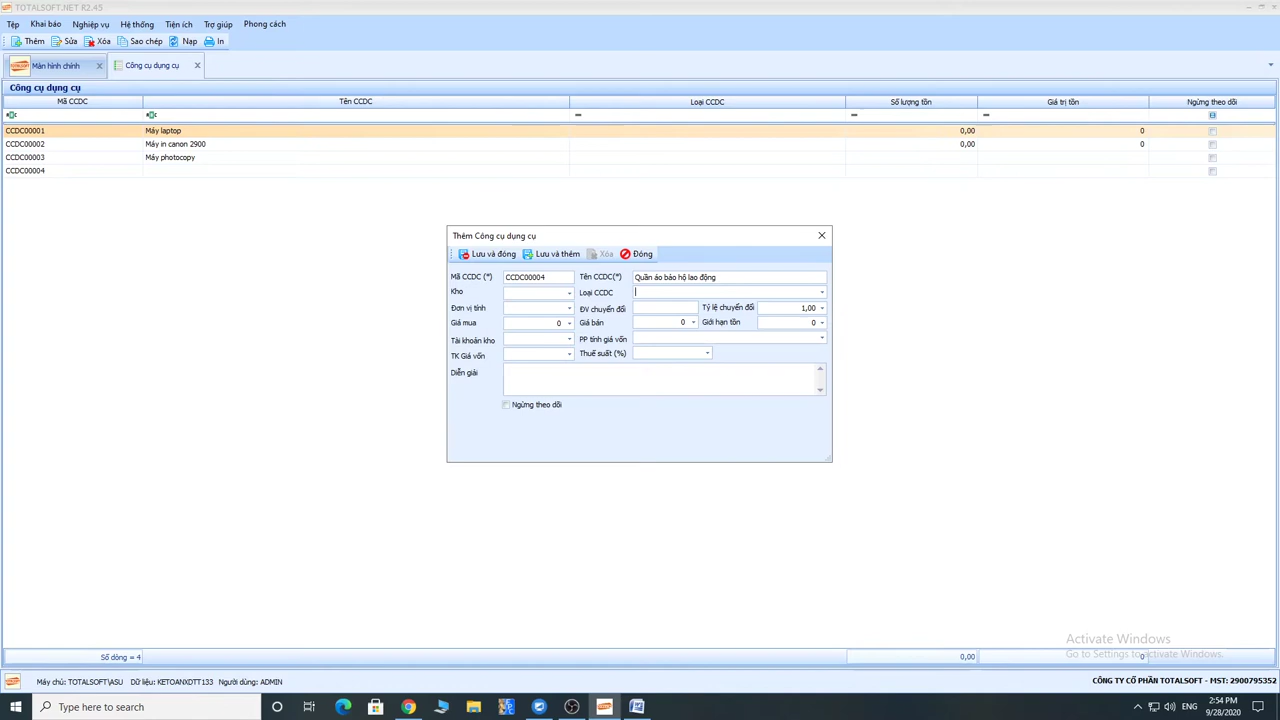 TOTALSOFT.NET R2.45
Tệp Khai báo Nghiệp vụ Hệ thống Tiện ích Trợ giúp Phong cách
Thêm Sửa Xóa Sao chép Nạp In
Màn hình chính Công cụ dụng cụ
Công cụ dụng cụ
Mã CCDC Tên CCDC Loại CCDC Số lượng tồn Giá trị tồn Ngừng theo dõi
CCDC00001 Máy laptop 0,00 0
CCDC00002 Máy in canon 2900 0,00 0
CCDC00003 Máy photocopy
CCDC00004
Thêm Công cụ dụng cụ
Lưu và đóng Lưu và thêm Xóa Đóng
Mã CCDC (*) CCDC00004 Tên CCDC(*) Quần áo bảo hộ lao động
Kho Loại CCDC
Đơn vị tính ĐV chuyển đổi Tỷ lệ chuyển đổi 1,00
Giá mua 0 Giá bán 0 Giới hạn tồn 0
Tài khoản kho PP tính giá vốn
TK Giá vốn Thuế suất (%)
Diễn giải
Ngừng theo dõi
Activate Windows
Go to Settings to activate Windows.
Số dòng = 4 0,00 0
Máy chủ: TOTALSOFT\ASU Dữ liệu: KETOANXDTT133 Người dùng: ADMIN CÔNG TY CỔ PHẦN TOTALSOFT - MST: 2900795352
Type here to search ENG 2:54 PM
9/28/2020